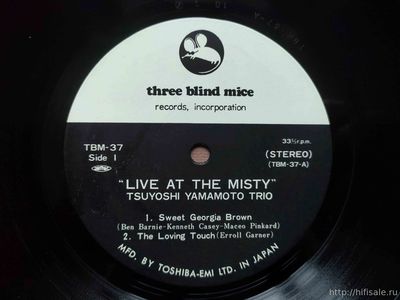 three blind mice
records, incorporation
TBM-37
Side 1
33⅓r.p.m.
(STEREO)
(TBM-37-A)
"LIVE AT THE MISTY"
TSUYOSHI YAMAMOTO TRIO
1. Sweet Georgia Brown
(Ben Barnie-Kenneth Casey-Maceo Pinkard)
2. The Loving Touch(Erroll Garner)
MFD. BY TOSHIBA-EMI LTD. IN JAPAN
© http://hifisale.ru